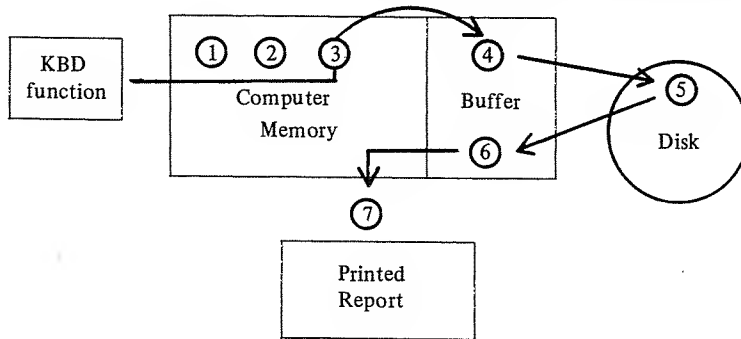 1 2 3
4
KBD
function
Computer
Memory
Buffer
5
Disk
6
7
Printed
Report